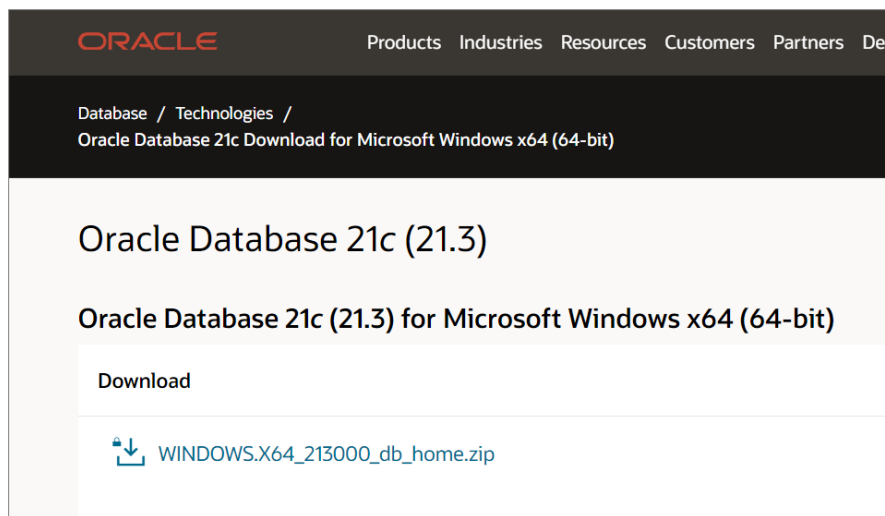 ORACLE
Products Industries Resources Customers Partners De
Database / Technologies /
Oracle Database 21c Download for Microsoft Windows x64 (64-bit)
Oracle Database 21c (21.3)
Oracle Database 21c (21.3) for Microsoft Windows x64 (64-bit)
Download
WINDOWS.X64_213000_db_home.zip